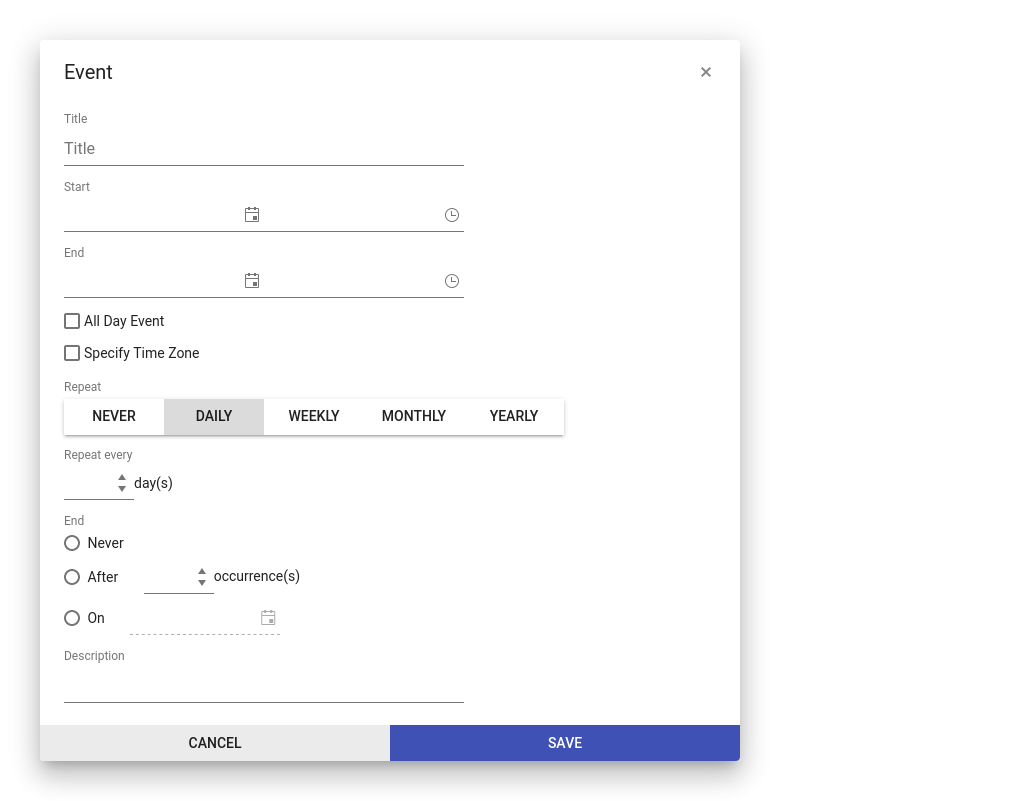 Event
Title
Title
Start
End
All Day Event
Specify Time Zone
Repeat
NEVER DAILY WEEKLY MONTHLY YEARLY
Repeat every
day(s)
End
Never
After occurrence(s)
On
Description
CANCEL SAVE